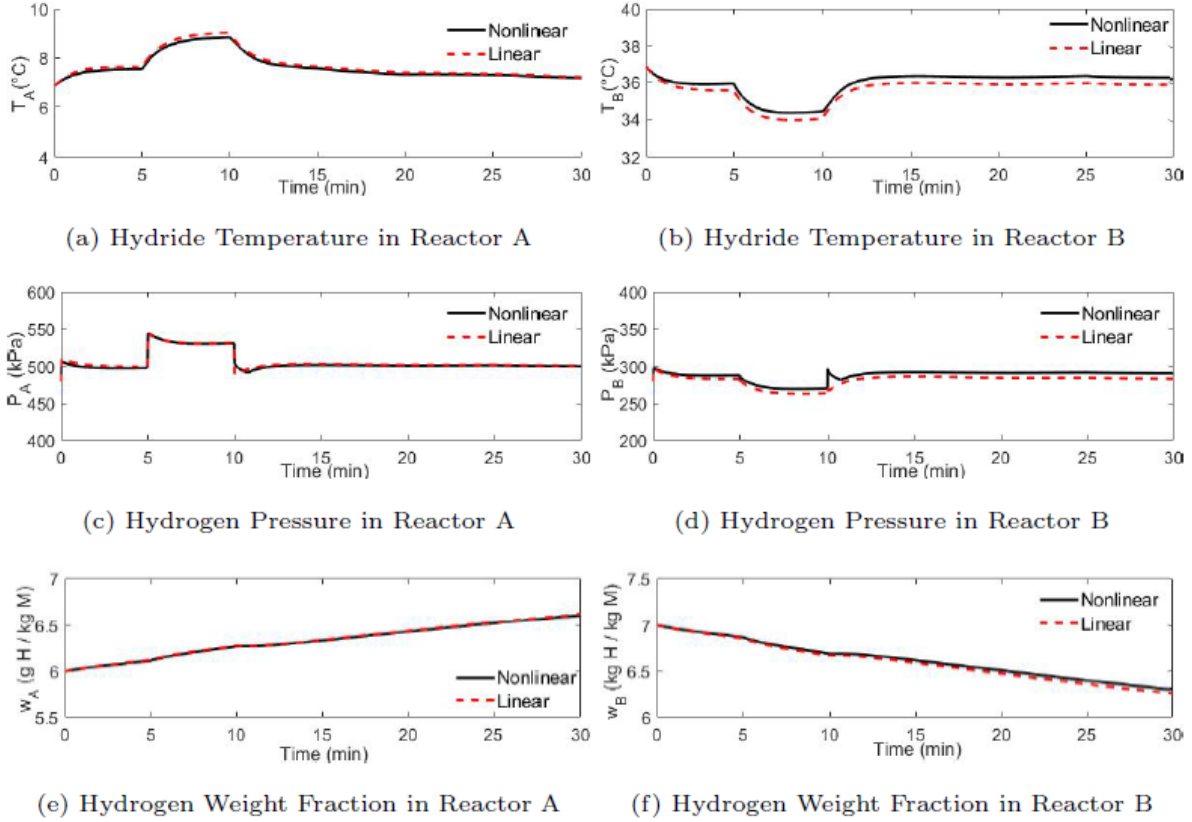 10
8
6
4
T_A (°C)
Nonlinear
Linear
0 5 10 15 20 25 30
Time (min)
(a) Hydride Temperature in Reactor A
40
38
36
34
32
T_B (°C)
Nonlinear
Linear
0 5 10 15 20 25 30
Time (min)
(b) Hydride Temperature in Reactor B
600
550
500
450
400
P_A (kPa)
Nonlinear
Linear
0 5 10 15 20 25 30
Time (min)
(c) Hydrogen Pressure in Reactor A
400
350
300
250
200
P_B (kPa)
Nonlinear
Linear
0 5 10 15 20 25 30
Time (min)
(d) Hydrogen Pressure in Reactor B
7
6.5
6
5.5
w_A (g H / kg M)
Nonlinear
Linear
0 5 10 15 20 25 30
Time (min)
(e) Hydrogen Weight Fraction in Reactor A
7.5
7
6.5
6
w_B (kg H / kg M)
Nonlinear
Linear
0 5 10 15 20 25 30
Time (min)
(f) Hydrogen Weight Fraction in Reactor B